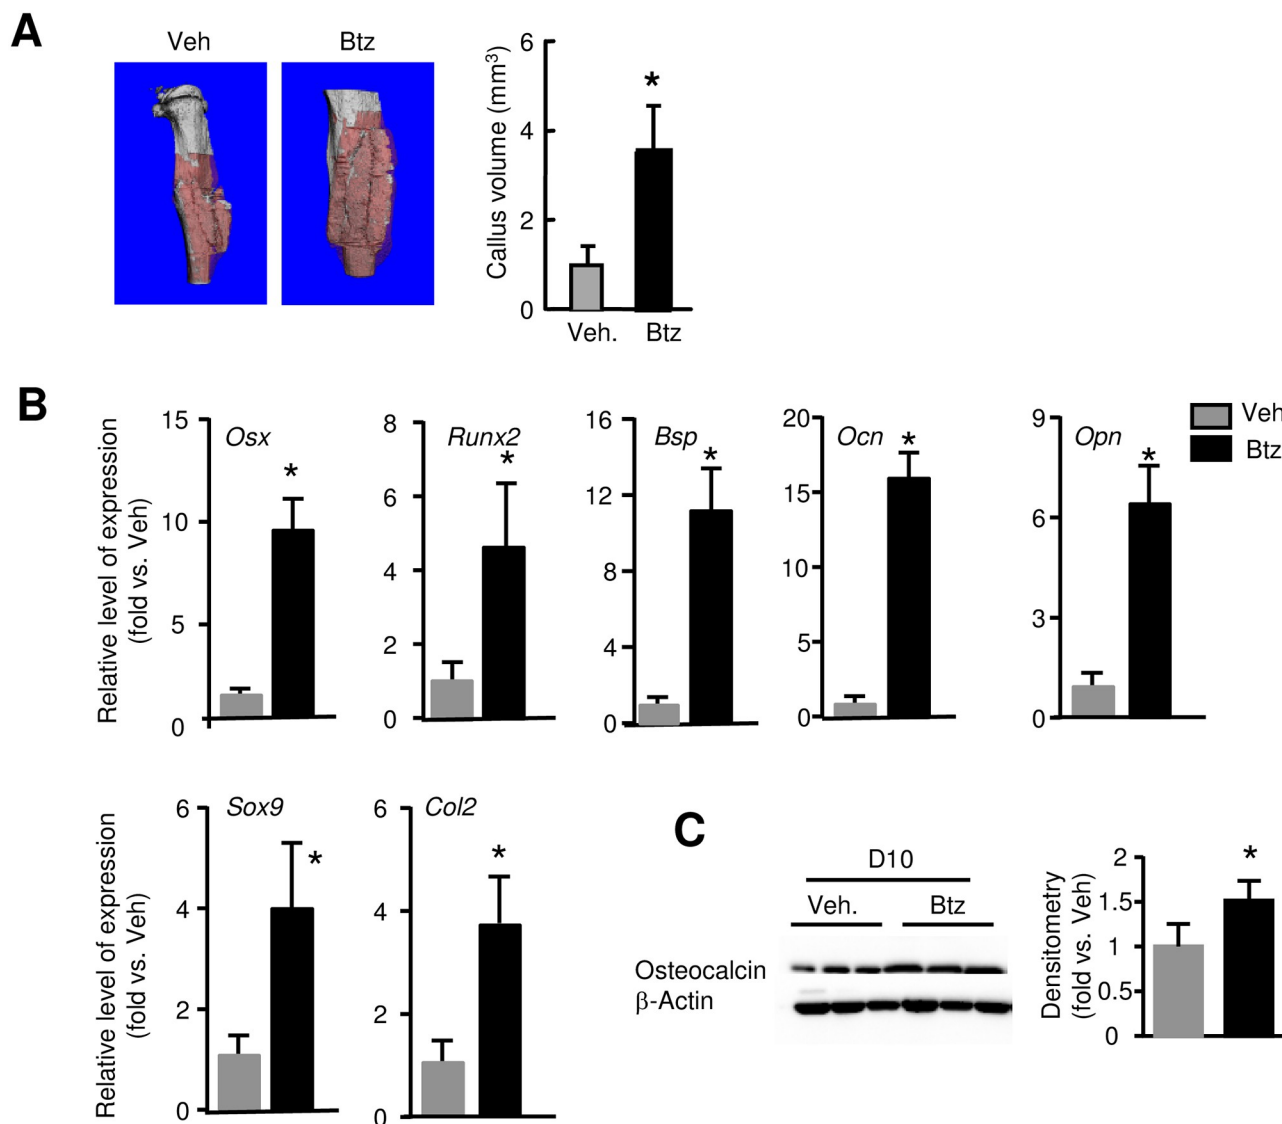 A
Veh
Btz
Callus volume (mm³)
6
4
2
0
*
Veh.
Btz
B
Relative level of expression
(fold vs. Veh)
15
10
5
0
Osx
*
8
6
4
2
0
Runx2
*
16
12
8
4
0
Bsp
*
20
15
10
5
0
Ocn
*
9
6
3
0
Opn
*
Veh
Btz
Relative level of expression
(fold vs. Veh)
6
4
2
0
Sox9
*
6
4
2
0
Col2
*
C
D10
Veh.
Btz
Osteocalcin
β-Actin
Densitometry
(fold vs. Veh)
2
1.5
1
0.5
0
*